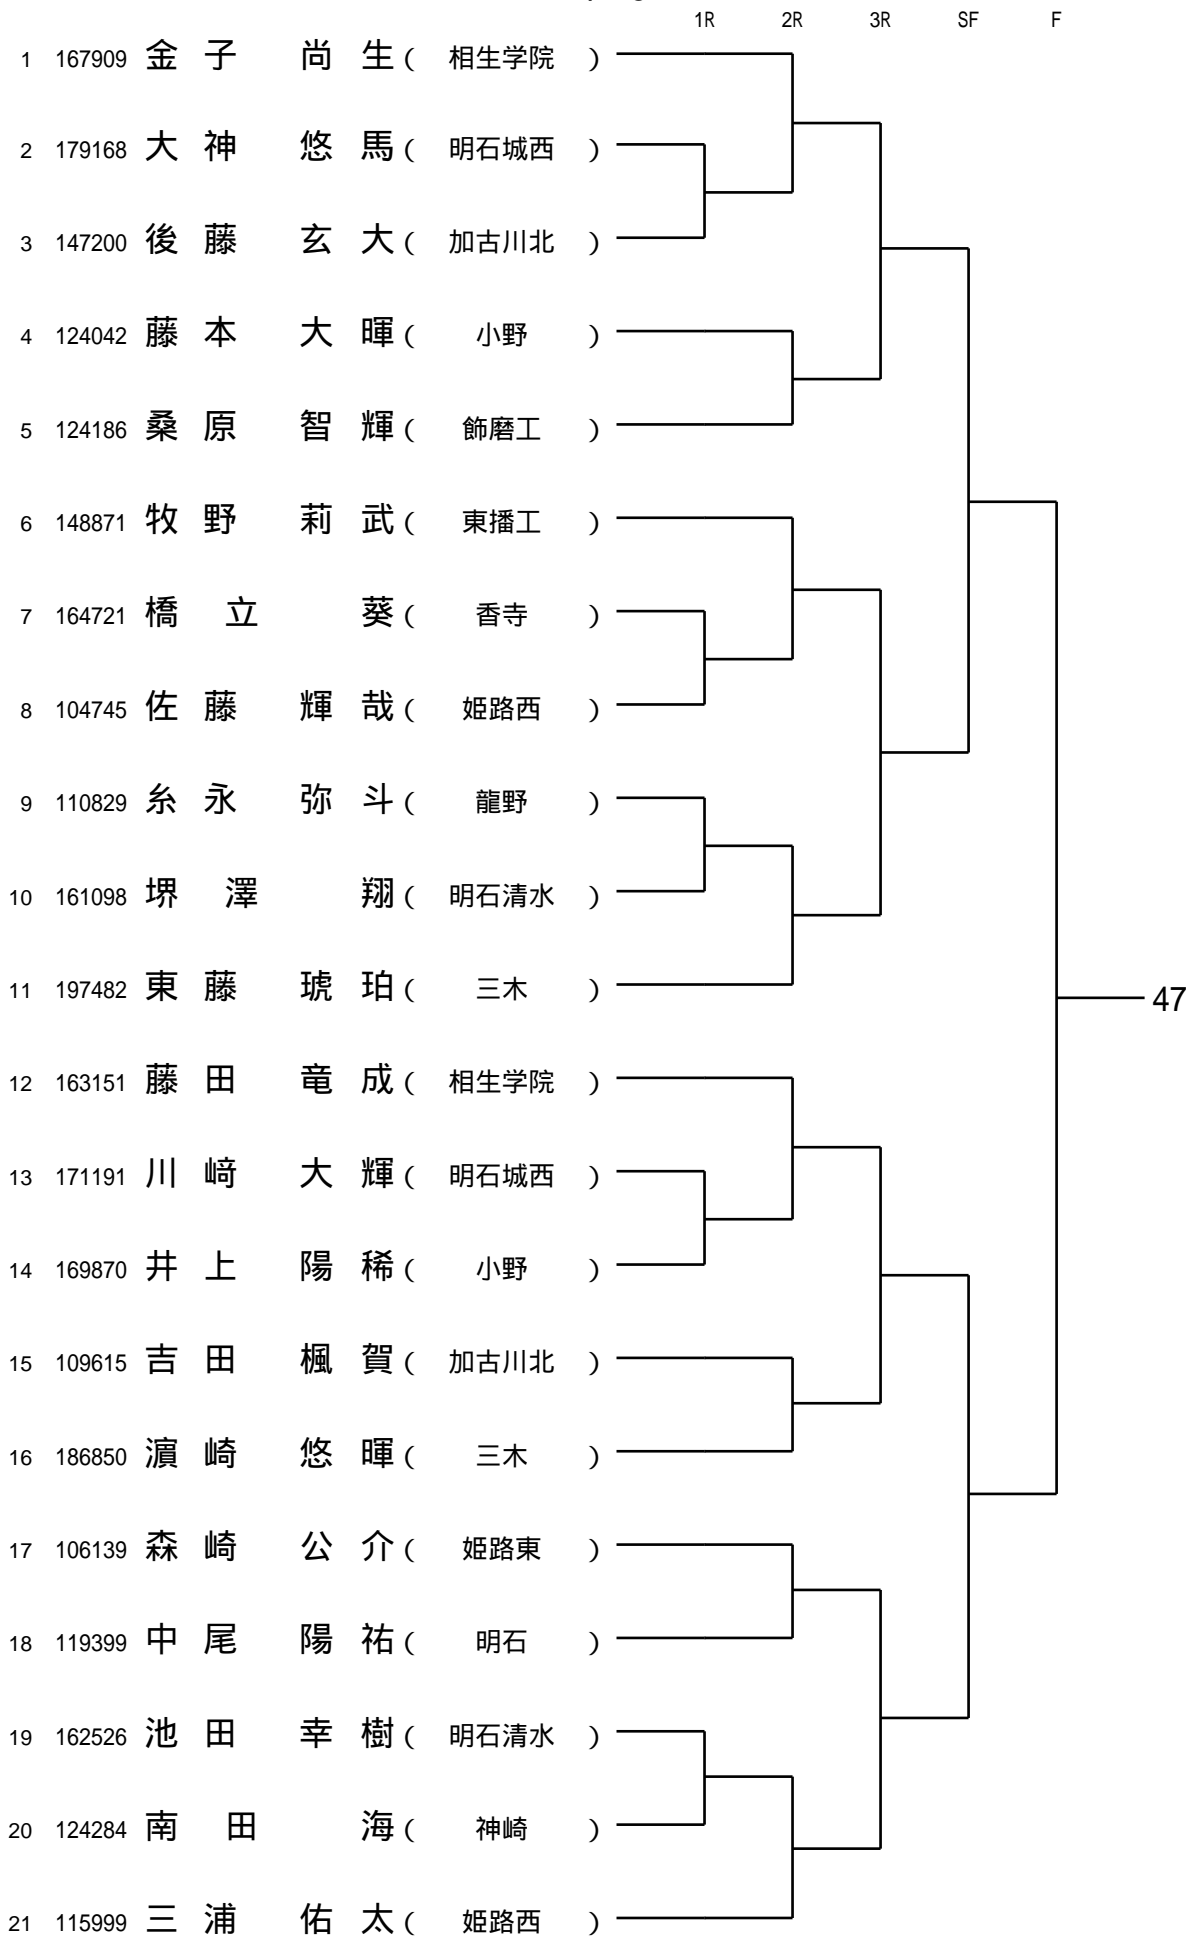 1R 2R 3R SF F
1 167909 金子 尚生 ( 相生学院 )
2 179168 大神 悠馬 ( 明石城西 )
3 147200 後藤 玄大 ( 加古川北 )
4 124042 藤本 大暉 ( 小野 )
5 124186 桑原 智輝 ( 飾磨工 )
6 148871 牧野 莉武 ( 東播工 )
7 164721 橋立 葵 ( 香寺 )
8 104745 佐藤 輝哉 ( 姫路西 )
9 110829 糸永 弥斗 ( 龍野 )
10 161098 堺澤 翔 ( 明石清水 )
11 197482 東藤 琥珀 ( 三木 )
47
12 163151 藤田 竜成 ( 相生学院 )
13 171191 川﨑 大輝 ( 明石城西 )
14 169870 井上 陽稀 ( 小野 )
15 109615 吉田 楓賀 ( 加古川北 )
16 186850 濵崎 悠暉 ( 三木 )
17 106139 森崎 公介 ( 姫路東 )
18 119399 中尾 陽祐 ( 明石 )
19 162526 池田 幸樹 ( 明石清水 )
20 124284 南田 海 ( 神崎 )
21 115999 三浦 佑太 ( 姫路西 )